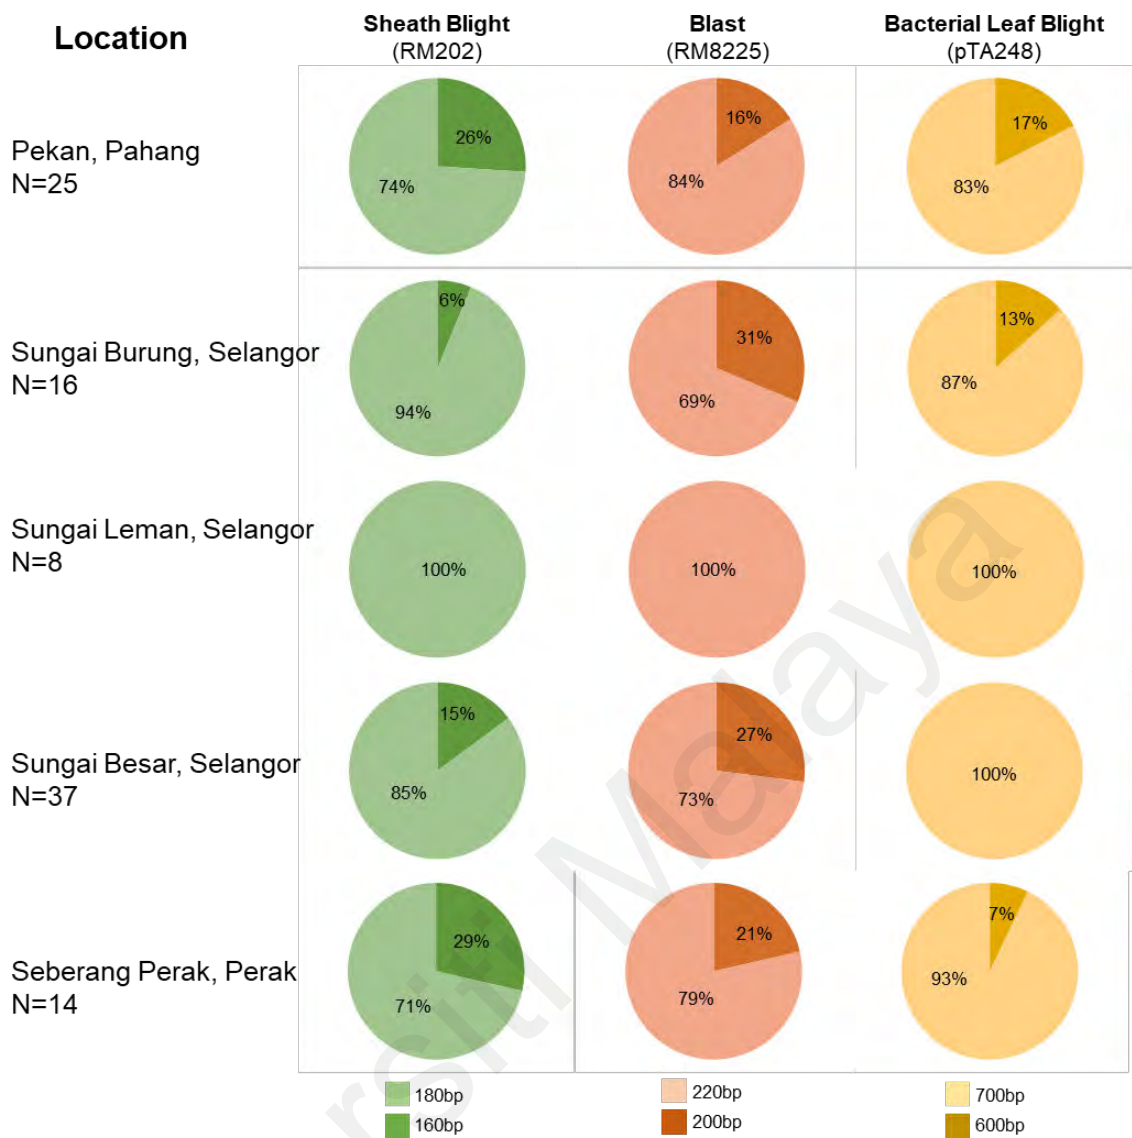 Location
Sheath Blight
(RM202)
Blast
(RM8225)
Bacterial Leaf Blight
(pTA248)
Pekan, Pahang
N=25
26%
74%
16%
84%
17%
83%
Sungai Burung, Selangor
N=16
6%
94%
31%
69%
13%
87%
Sungai Leman, Selangor
N=8
100%
100%
100%
Sungai Besar, Selangor
N=37
15%
85%
27%
73%
100%
Seberang Perak, Perak
N=14
29%
71%
21%
79%
7%
93%
180bp
160bp
220bp
200bp
700bp
600bp
rsiti Malaya